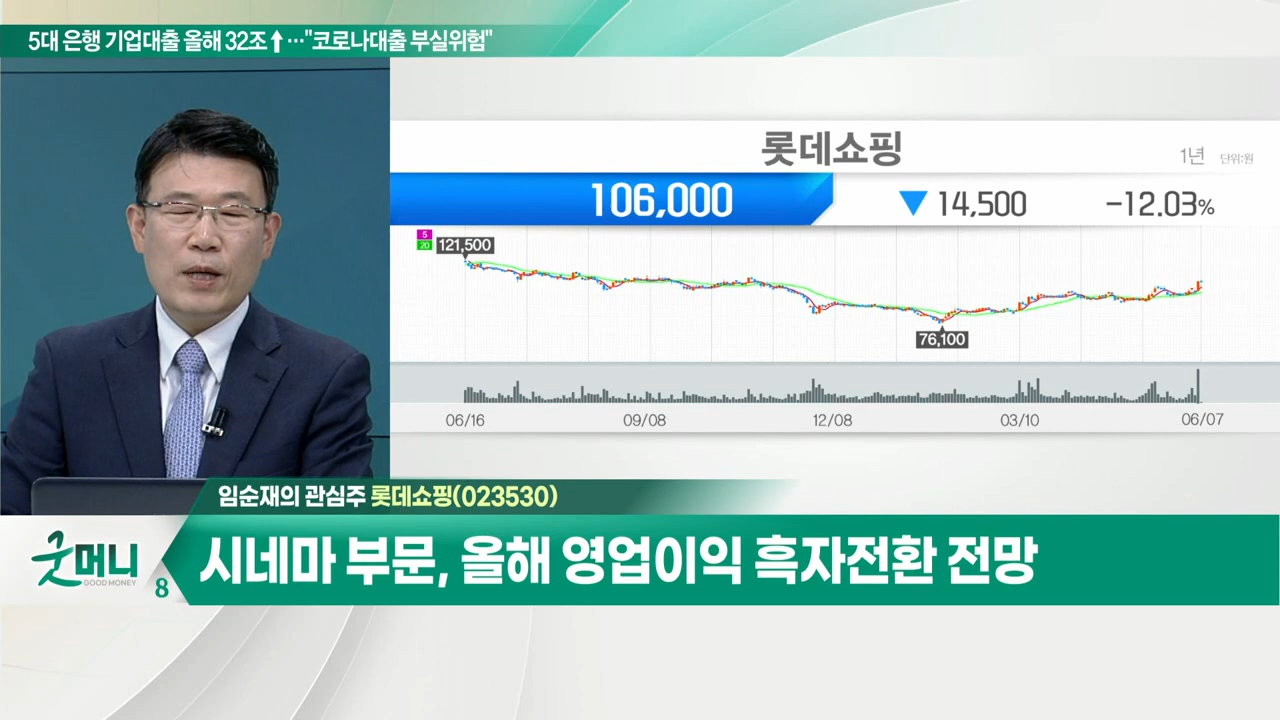 5대 은행 기업대출 올해 32조⬆…"코로나대출 부실위험"
롯데쇼핑
1년 단위:원
106,000 ▼ 14,500 -12.03%
5
20
121,500
76,100
06/16 09/08 12/08 03/10 06/07
임순재의 관심주 롯데쇼핑(023530)
굿머니
GOOD MONEY
8
시네마 부문, 올해 영업이익 흑자전환 전망